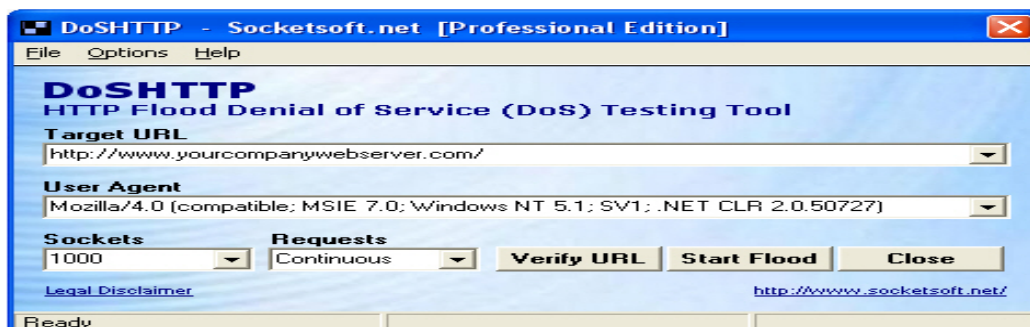 DoSHTTP - Socketsoft.net [Professional Edition]
File Options Help
DoSHTTP
HTTP Flood Denial of Service (DoS) Testing Tool
Target URL
http://www.yourcompanywebserver.com/
User Agent
Mozilla/4.0 (compatible; MSIE 7.0; Windows NT 5.1; SV1; .NET CLR 2.0.50727)
Sockets Requests
1000 Continuous Verify URL Start Flood Close
Legal Disclaimer http://www.socketsoft.net/
Ready